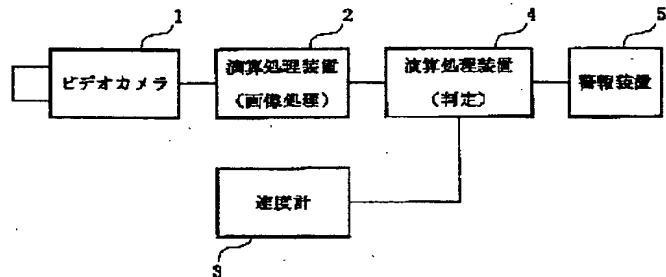 1
2
4
5
ビデオカメラ
演算処理装置
(画像処理)
演算処理装置
(判定)
警報装置
速度計
3